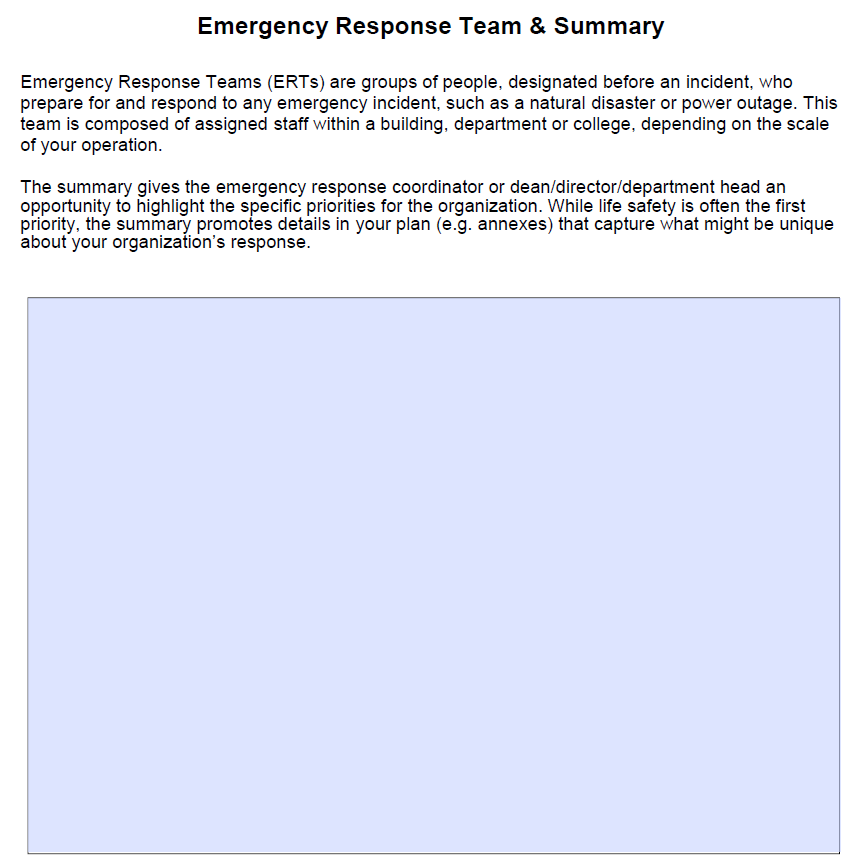 Emergency Response Team & Summary
Emergency Response Teams (ERTs) are groups of people, designated before an incident, who
prepare for and respond to any emergency incident, such as a natural disaster or power outage. This
team is composed of assigned staff within a building, department or college, depending on the scale
of your operation.
The summary gives the emergency response coordinator or dean/director/department head an
opportunity to highlight the specific priorities for the organization. While life safety is often the first
priority, the summary promotes details in your plan (e.g. annexes) that capture what might be unique
about your organization’s response.